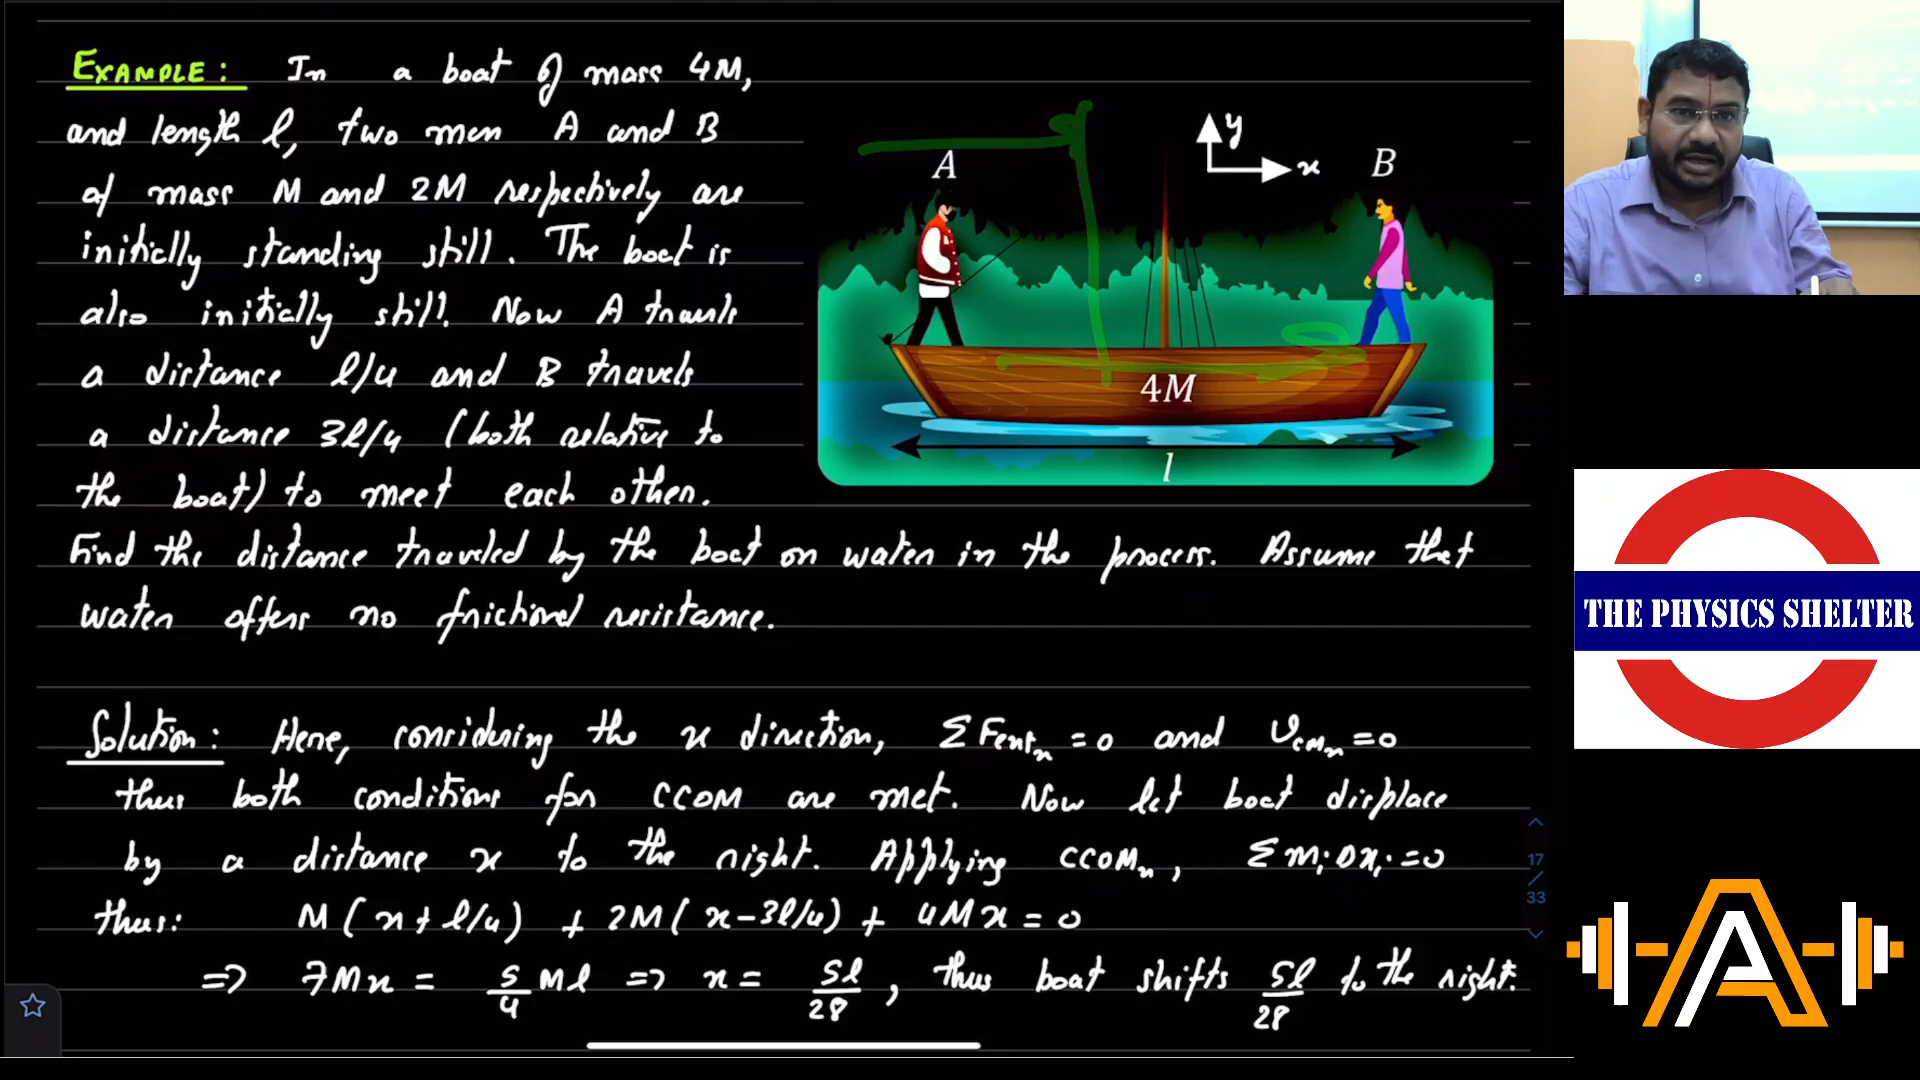 EXAMPLE: In a boat of mass 4M,
and length l, two men A and B
of mass M and 2M respectively are
initially standing still. The boat is
also initially still. Now A travels
a distance l/4 and B travels
a distance 3l/4 (both relative to
the boat) to meet each other.
Find the distance traveled by the boat on water in the process. Assume that
water offers no frictional resistance.
A
y
x
B
4M
l
Solution: Here, considering the x direction, ΣFext_x = 0 and v_cm_x = 0
thus both conditions for CCOM are met. Now let boat displace
by a distance x to the right. Applying CCOM_x, Σm_iΔx_i = 0
thus: M(x + l/4) + 2M(x - 3l/4) + 4Mx = 0
=> 7Mx = 5/4 Ml => x = 5l/28, thus boat shifts 5l/28 to the right.
17
/
33
THE PHYSICS SHELTER
A